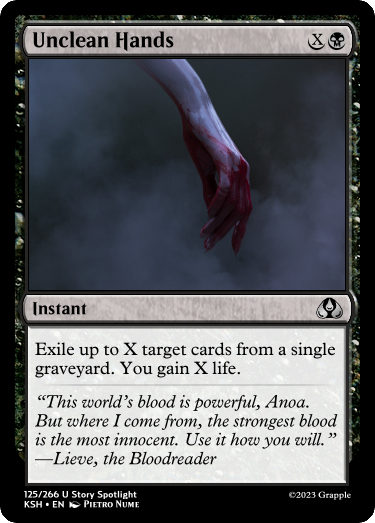 Unclean Hands
X
Instant
Exile up to X target cards from a single
graveyard. You gain X life.
“This world’s blood is powerful, Anoa.
But where I come from, the strongest blood
is the most innocent. Use it how you will.”
—Lieve, the Bloodreader
125/266 U Story Spotlight
KSH • EN Pietro Nume
©2023 Grapple